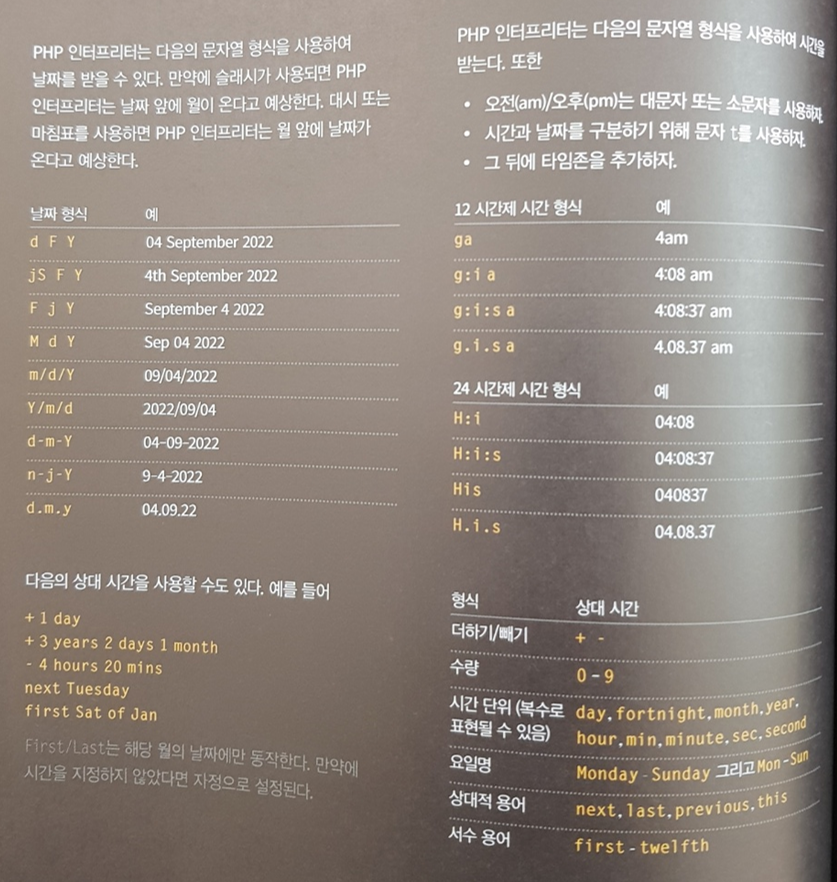 PHP 인터프리터는 다음의 문자열 형식을 사용하여
날짜를 받을 수 있다. 만약에 슬래시가 사용되면 PHP
인터프리터는 날짜 앞에 월이 온다고 예상한다. 대시 또는
마침표를 사용하면 PHP 인터프리터는 월 앞에 날짜가
온다고 예상한다.
날짜 형식 예
d F Y 04 September 2022
jS F Y 4th September 2022
F j Y September 4 2022
M d Y Sep 04 2022
m/d/Y 09/04/2022
Y/m/d 2022/09/04
d-m-Y 04-09-2022
n-j-Y 9-4-2022
d.m.y 04.09.22
다음의 상대 시간을 사용할 수도 있다. 예를 들어
+ 1 day
+ 3 years 2 days 1 month
- 4 hours 20 mins
next Tuesday
first Sat of Jan
First/Last는 해당 월의 날짜에만 동작한다. 만약에
시간을 지정하지 않았다면 자정으로 설정된다.
PHP 인터프리터는 다음의 문자열 형식을 사용하여 시간을
받는다. 또한
• 오전(am)/오후(pm)는 대문자 또는 소문자를 사용하자.
• 시간과 날짜를 구분하기 위해 문자 t를 사용하자.
• 그 뒤에 타임존을 추가하자.
12 시간제 시간 형식 예
ga 4am
g:i a 4:08 am
g:i:s a 4:08:37 am
g.i.s a 4.08.37 am
24 시간제 시간 형식 예
H:i 04:08
H:i:s 04:08:37
His 040837
H.i.s 04.08.37
형식 상대 시간
더하기/빼기 + -
수량 0 - 9
시간 단위 (복수로 day, fortnight, month, year,
표현될 수 있음) hour, min, minute, sec, second
요일명 Monday - Sunday 그리고 Mon - Sun
상대적 용어 next, last, previous, this
서수 용어 first - twelfth